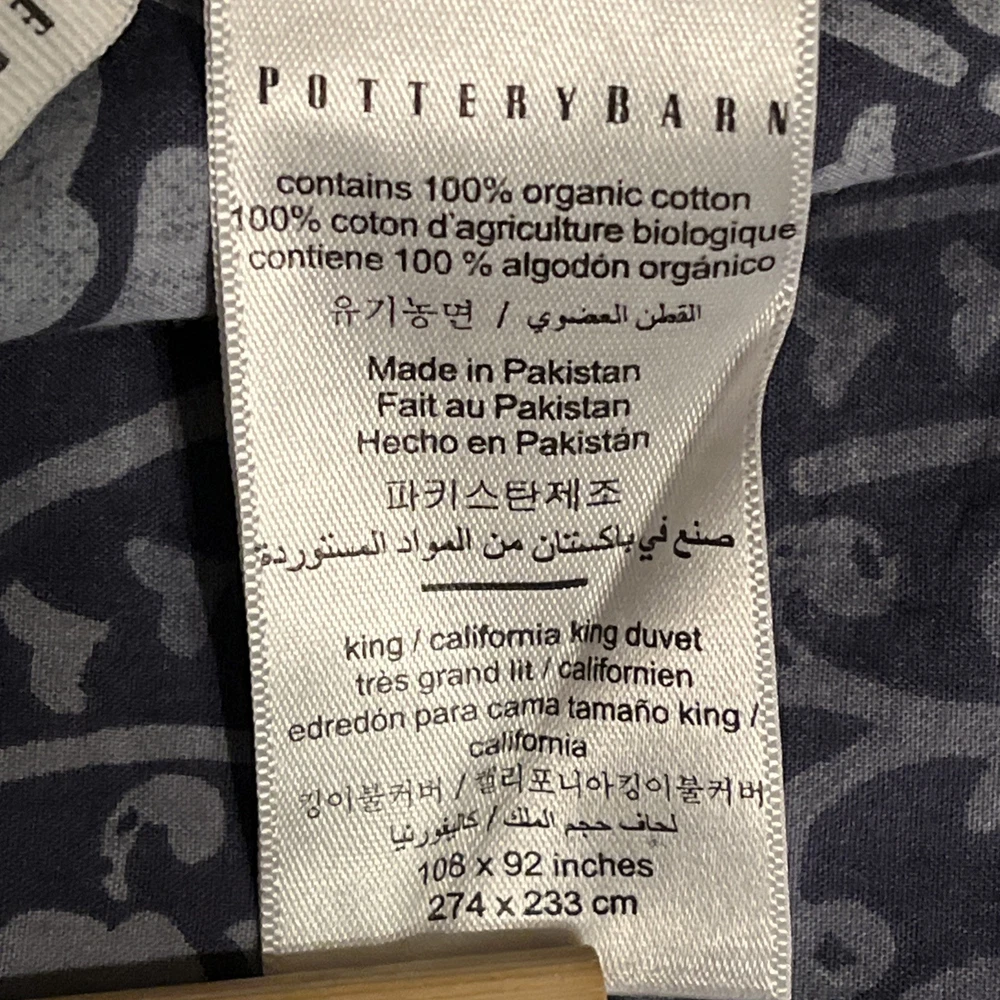 POTTERYBARN
contains 100% organic cotton
100% coton d'agriculture biologique
contiene 100 % algodón orgánico
유기농면 / القطن العضوي
Made in Pakistan
Fait au Pakistan
Hecho en Pakistán
파키스탄제조
صنع في باكستان من المواد المستوردة
king / california king duvet
très grand lit / californien
edredón para cama tamaño king /
california
킹이불커버 / 캘리포니아킹이불커버
لحاف حجم الملك / كاليفورنيا
108 x 92 inches
274 x 233 cm